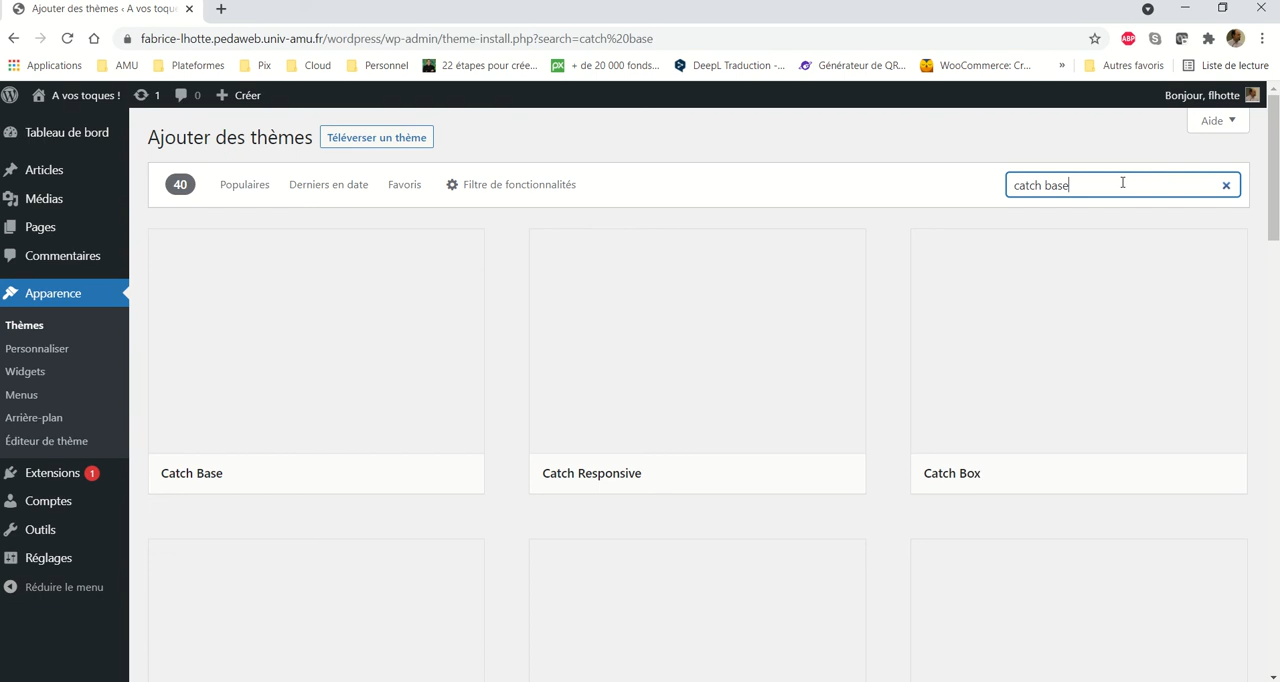 Ajouter des thèmes ‹ A vos toque
fabrice-lhotte.pedaweb.univ-amu.fr/wordpress/wp-admin/theme-install.php?search=catch%20base
ABP
Applications AMU Plateformes Pix Cloud Personnel 22 étapes pour crée... px + de 20 000 fonds... DeepL Traduction -... Générateur de QR... WooCommerce: Cr... » Autres favoris Liste de lecture
A vos toques ! 1 0 Créer Bonjour, flhotte
Aide
Tableau de bord
Articles
Médias
Pages
Commentaires
Apparence
Thèmes
Personnaliser
Widgets
Menus
Arrière-plan
Éditeur de thème
Extensions 1
Comptes
Outils
Réglages
Réduire le menu
Ajouter des thèmes Téléverser un thème
40 Populaires Derniers en date Favoris Filtre de fonctionnalités catch base
Catch Base Catch Responsive Catch Box